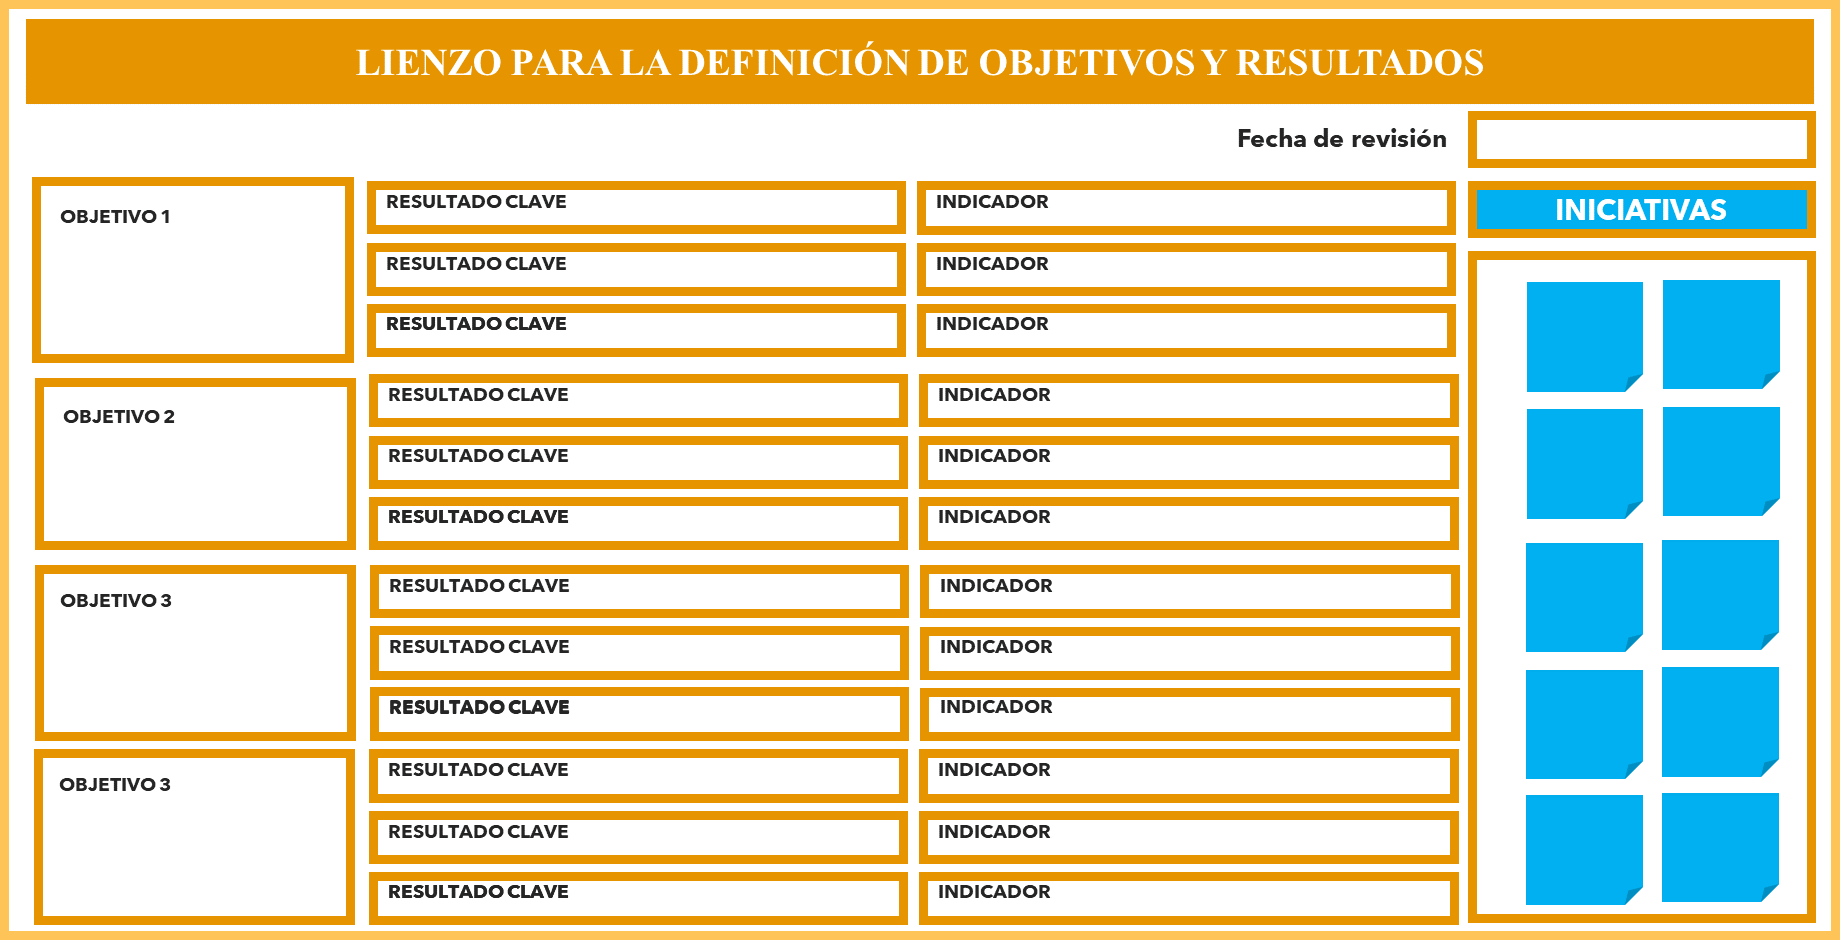 LIENZO PARA LA DEFINICIÓN DE OBJETIVOS Y RESULTADOS
Fecha de revisión
OBJETIVO 1
RESULTADO CLAVE
INDICADOR
RESULTADO CLAVE
INDICADOR
RESULTADO CLAVE
INDICADOR
OBJETIVO 2
RESULTADO CLAVE
INDICADOR
RESULTADO CLAVE
INDICADOR
RESULTADO CLAVE
INDICADOR
OBJETIVO 3
RESULTADO CLAVE
INDICADOR
RESULTADO CLAVE
INDICADOR
RESULTADO CLAVE
INDICADOR
OBJETIVO 3
RESULTADO CLAVE
INDICADOR
RESULTADO CLAVE
INDICADOR
RESULTADO CLAVE
INDICADOR
INICIATIVAS